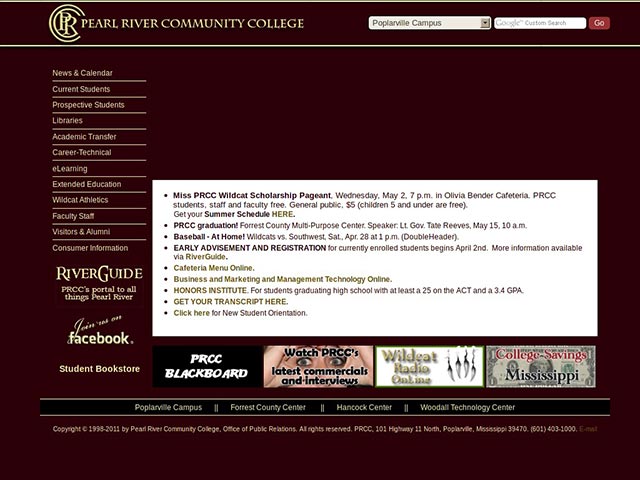 PRC PEARL RIVER COMMUNITY COLLEGE
Poplarville Campus
Google™ Custom Search
Go
News & Calendar
Current Students
Prospective Students
Libraries
Academic Transfer
Career-Technical
eLearning
Extended Education
Wildcat Athletics
Faculty Staff
Visitors & Alumni
Consumer Information
RIVERGUIDE
PRCC's portal to all
things Pearl River
Join us on
facebook
Student Bookstore
Miss PRCC Wildcat Scholarship Pageant, Wednesday, May 2, 7 p.m. in Olivia Bender Cafeteria. PRCC
students, staff and faculty free. General public, $5 (children 5 and under are free).
Get your Summer Schedule HERE.
PRCC graduation! Forrest County Multi-Purpose Center. Speaker: Lt. Gov. Tate Reeves, May 15, 10 a.m.
Baseball - At Home! Wildcats vs. Southwest, Sat., Apr. 28 at 1 p.m. (DoubleHeader).
EARLY ADVISEMENT AND REGISTRATION for currently enrolled students begins April 2nd. More information available
via RiverGuide.
Cafeteria Menu Online.
Business and Marketing and Management Technology Online.
HONORS INSTITUTE. For students graduating high school with at least a 25 on the ACT and a 3.4 GPA.
GET YOUR TRANSCRIPT HERE.
Click here for New Student Orientation.
PRCC
BLACKBOARD
Watch PRCC's
latest commercials
and interviews
Wildcat
Radio
OnLine
College Savings
Mississippi
Poplarville Campus || Forrest County Center || Hancock Center || Woodall Technology Center
Copyright © 1998-2011 by Pearl River Community College, Office of Public Relations. All rights reserved. PRCC, 101 Highway 11 North, Poplarville, Mississippi 39470. (601) 403-1000. E-mail